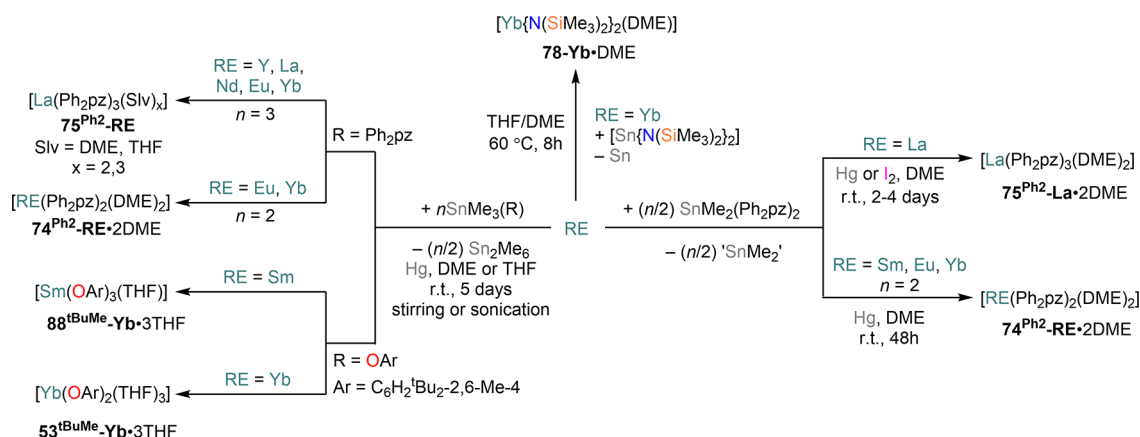 [Yb{N(SiMe3)2}2(DME)]
78-Yb•DME
THF/DME
60 °C, 8h
RE = Yb
+ [Sn{N(SiMe3)2}2]
– Sn
RE = Y, La,
Nd, Eu, Yb
n = 3
[La(Ph2pz)3(Slv)x]
75Ph2-RE
Slv = DME, THF
x = 2,3
R = Ph2pz
RE = Eu, Yb
n = 2
[RE(Ph2pz)2(DME)2]
74Ph2-RE•2DME
+ nSnMe3(R)
– (n/2) Sn2Me6
Hg, DME or THF
r.t., 5 days
stirring or sonication
RE
RE = Sm
[Sm(OAr)3(THF)]
88tBuMe-Yb•3THF
R = OAr
Ar = C6H2tBu2-2,6-Me-4
RE = Yb
[Yb(OAr)2(THF)3]
53tBuMe-Yb•3THF
+ (n/2) SnMe2(Ph2pz)2
– (n/2) 'SnMe2'
RE = La
Hg or I2, DME
r.t., 2-4 days
[La(Ph2pz)3(DME)2]
75Ph2-La•2DME
RE = Sm, Eu, Yb
n = 2
Hg, DME
r.t., 48h
[RE(Ph2pz)2(DME)2]
74Ph2-RE•2DME